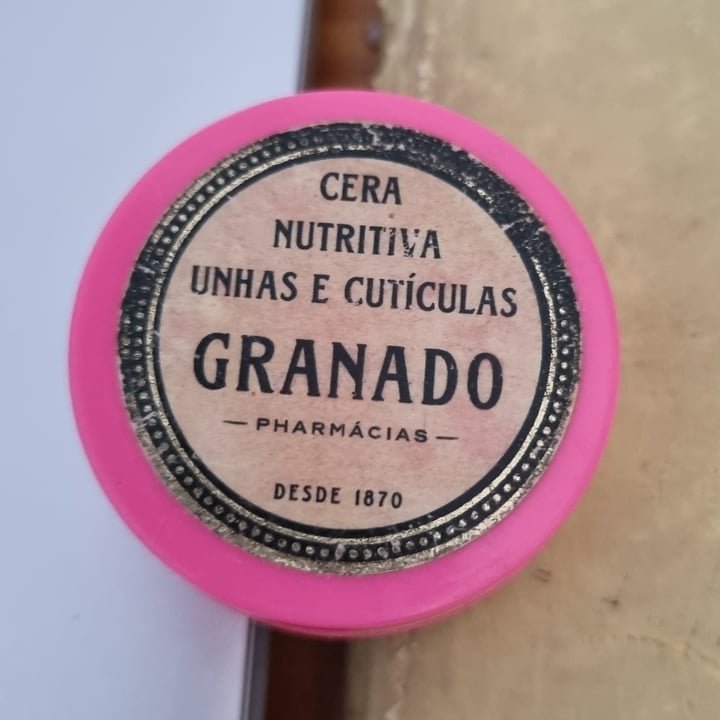 CERA
NUTRITIVA
UNHAS E CUTÍCULAS
GRANADO
— PHARMÁCIAS —
DESDE 1870